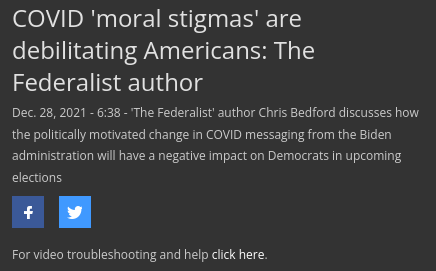 COVID 'moral stigmas' are
debilitating Americans: The
Federalist author
Dec. 28, 2021 - 6:38 - 'The Federalist' author Chris Bedford discusses how
the politically motivated change in COVID messaging from the Biden
administration will have a negative impact on Democrats in upcoming
elections
For video troubleshooting and help click here.